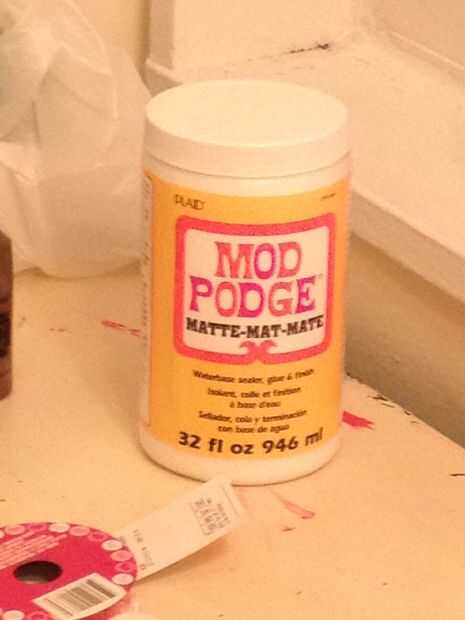 PLAID
MOD
PODGE
MATTE-MAT-MATE
Waterbase sealer, glue & finish
Isolant, colle et finition
à base d'eau
Sellador, cola y terminación
con base de agua
32 fl oz 946 ml